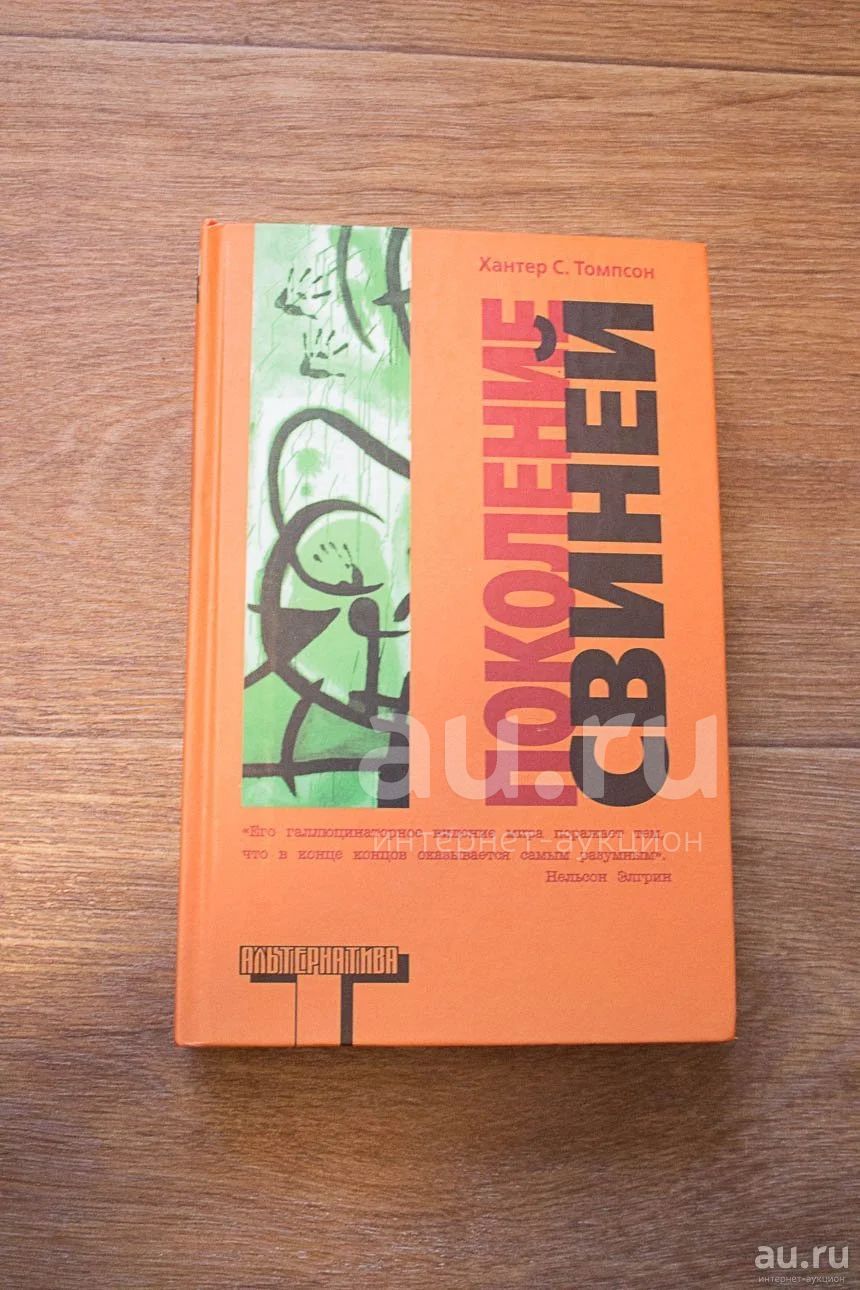 Хантер С. Томпсон
ПОКОЛЕНИЕ
СВИНЕЙ
«Его галлюцинаторное видение мира поражает тем,
что в конце концов оказывается самым разумным».
Нельсон Элгрин
АЛЬТЕРНАТИВА
au.ru
интернет-аукцион
au.ru
интернет-аукцион